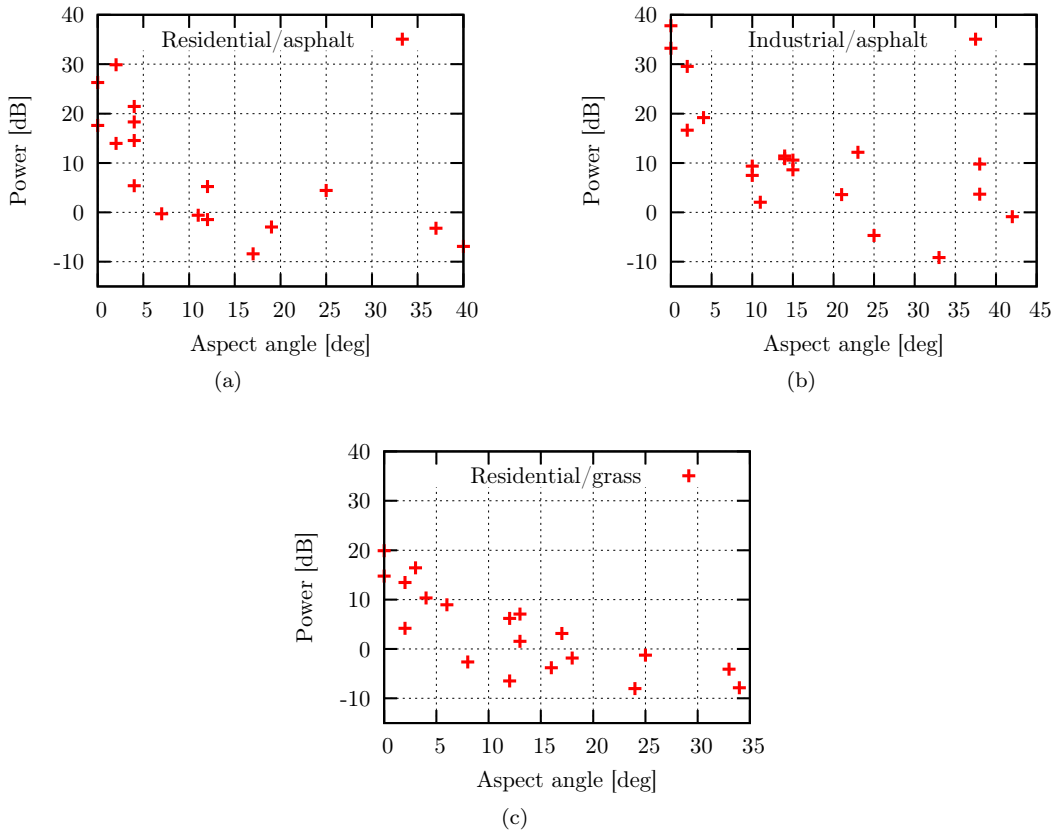 40
30
20
10
0
-10
Power [dB]
Residential/asphalt
0 5 10 15 20 25 30 35 40
Aspect angle [deg]
(a)
40
30
20
10
0
-10
Power [dB]
Industrial/asphalt
0 5 10 15 20 25 30 35 40 45
Aspect angle [deg]
(b)
40
30
20
10
0
-10
Power [dB]
Residential/grass
0 5 10 15 20 25 30 35
Aspect angle [deg]
(c)